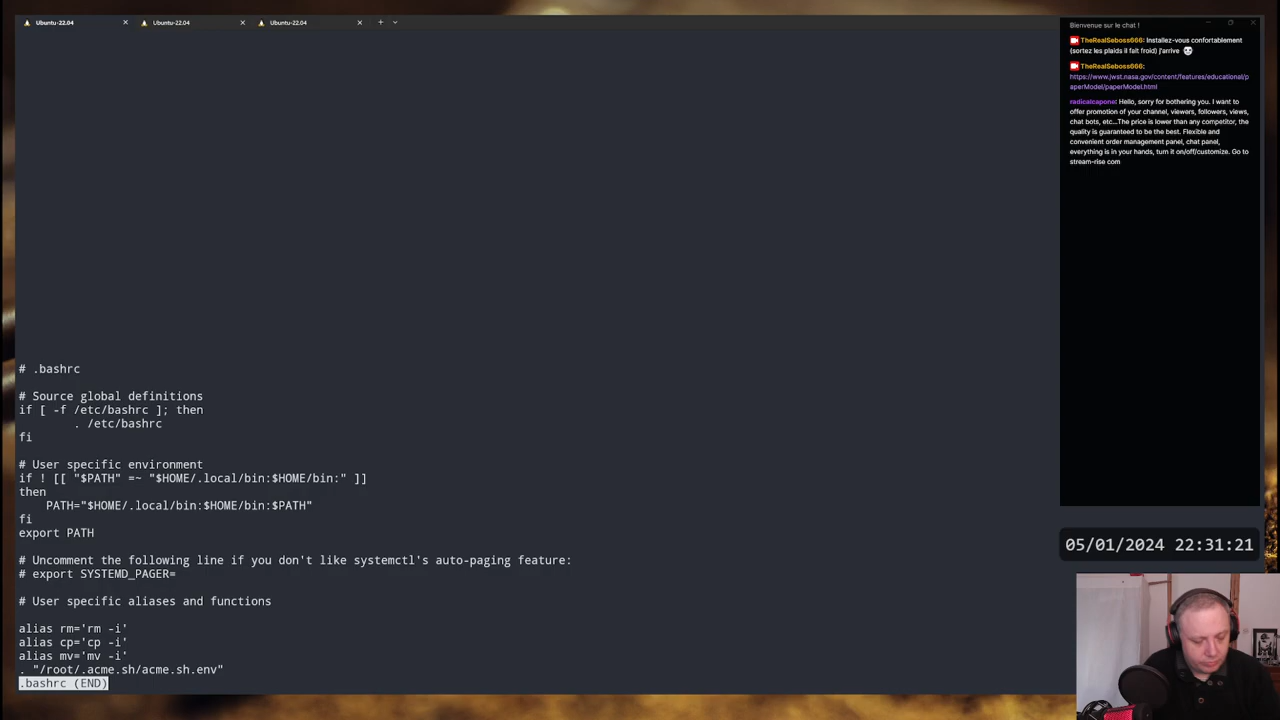 Ubuntu-22.04
Ubuntu-22.04
Ubuntu-22.04
# .bashrc
# Source global definitions
if [ -f /etc/bashrc ]; then
. /etc/bashrc
fi
# User specific environment
if ! [[ "$PATH" =~ "$HOME/.local/bin:$HOME/bin:" ]]
then
PATH="$HOME/.local/bin:$HOME/bin:$PATH"
fi
export PATH
# Uncomment the following line if you don't like systemctl's auto-paging feature:
# export SYSTEMD_PAGER=
# User specific aliases and functions
alias rm='rm -i'
alias cp='cp -i'
alias mv='mv -i'
. "/root/.acme.sh/acme.sh.env"
.bashrc (END)
Bienvenue sur le chat !
TheRealSeboss666: Installez-vous confortablement
(sortez les plaids il fait froid) j'arrive
TheRealSeboss666:
https://www.jwst.nasa.gov/content/features/educational/p
aperModel/paperModel.html
radicalcapone: Hello, sorry for bothering you. I want to
offer promotion of your channel, viewers, followers, views,
chat bots, etc...The price is lower than any competitor, the
quality is guaranteed to be the best. Flexible and
convenient order management panel, chat panel,
everything is in your hands, turn it on/off/customize. Go to
stream-rise com
05/01/2024 22:31:21